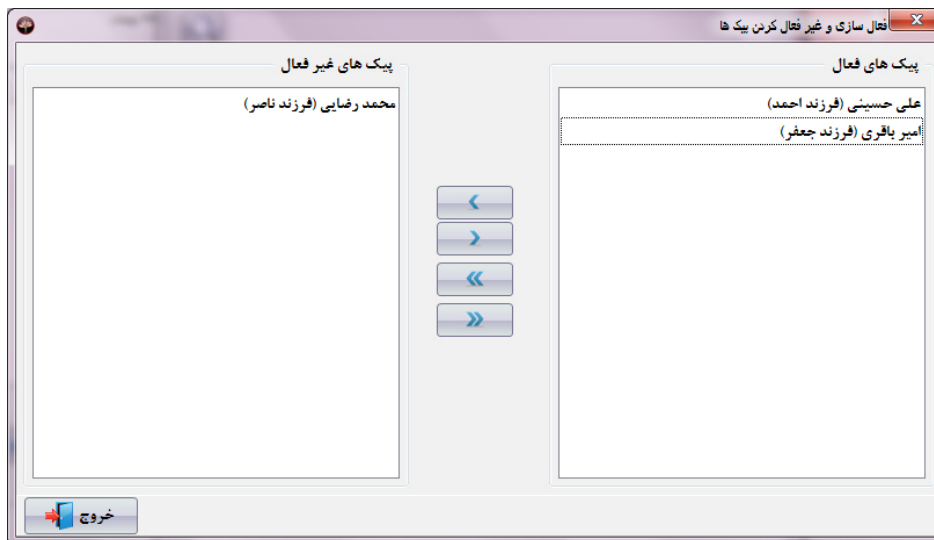 فعال سازی و غیر فعال کردن پیک ها
پیک های فعال
علی حسینی (فرزند احمد)
امیر باقری (فرزند جعفر)
پیک های غیر فعال
محمد رضایی (فرزند ناصر)
خروج